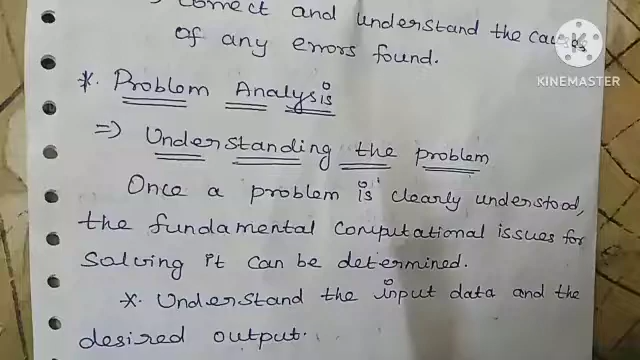 Correct and understand the causes
of any errors found.
KINEMASTER
* Problem Analysis
=> Understanding the problem
Once a problem is clearly understood,
the fundamental computational issues for
solving it can be determined.
* Understand the input data and the
desired output.